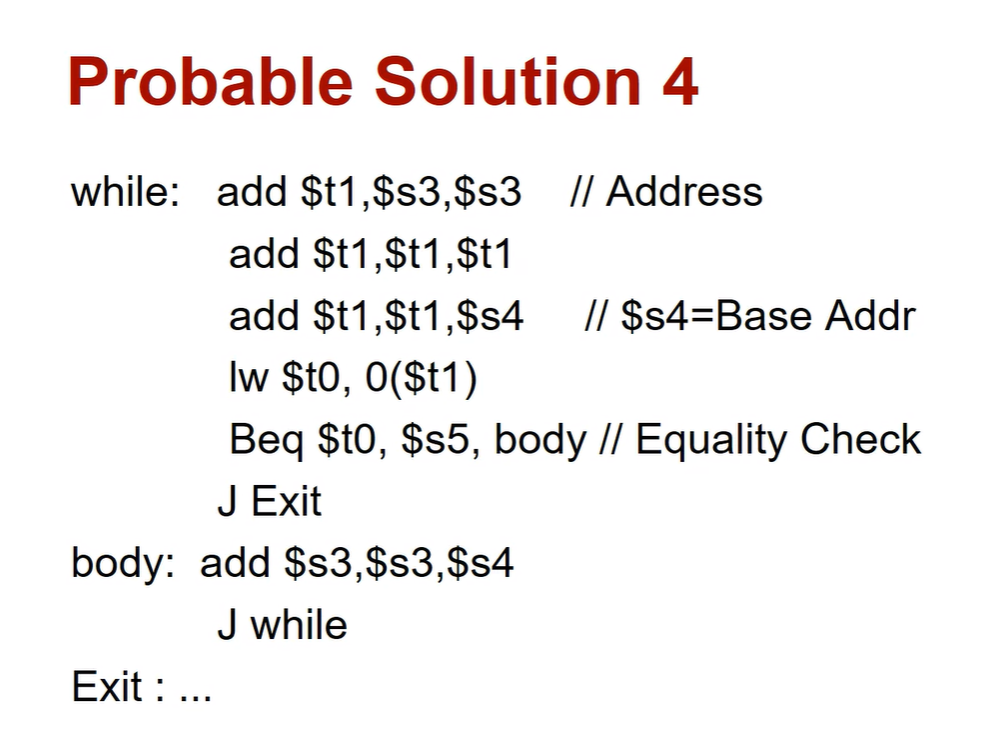 Probable Solution 4
while: add $t1,$s3,$s3 // Address
add $t1,$t1,$t1
add $t1,$t1,$s4 // $s4=Base Addr
lw $t0, 0($t1)
Beq $t0, $s5, body // Equality Check
J Exit
body: add $s3,$s3,$s4
J while
Exit : ...